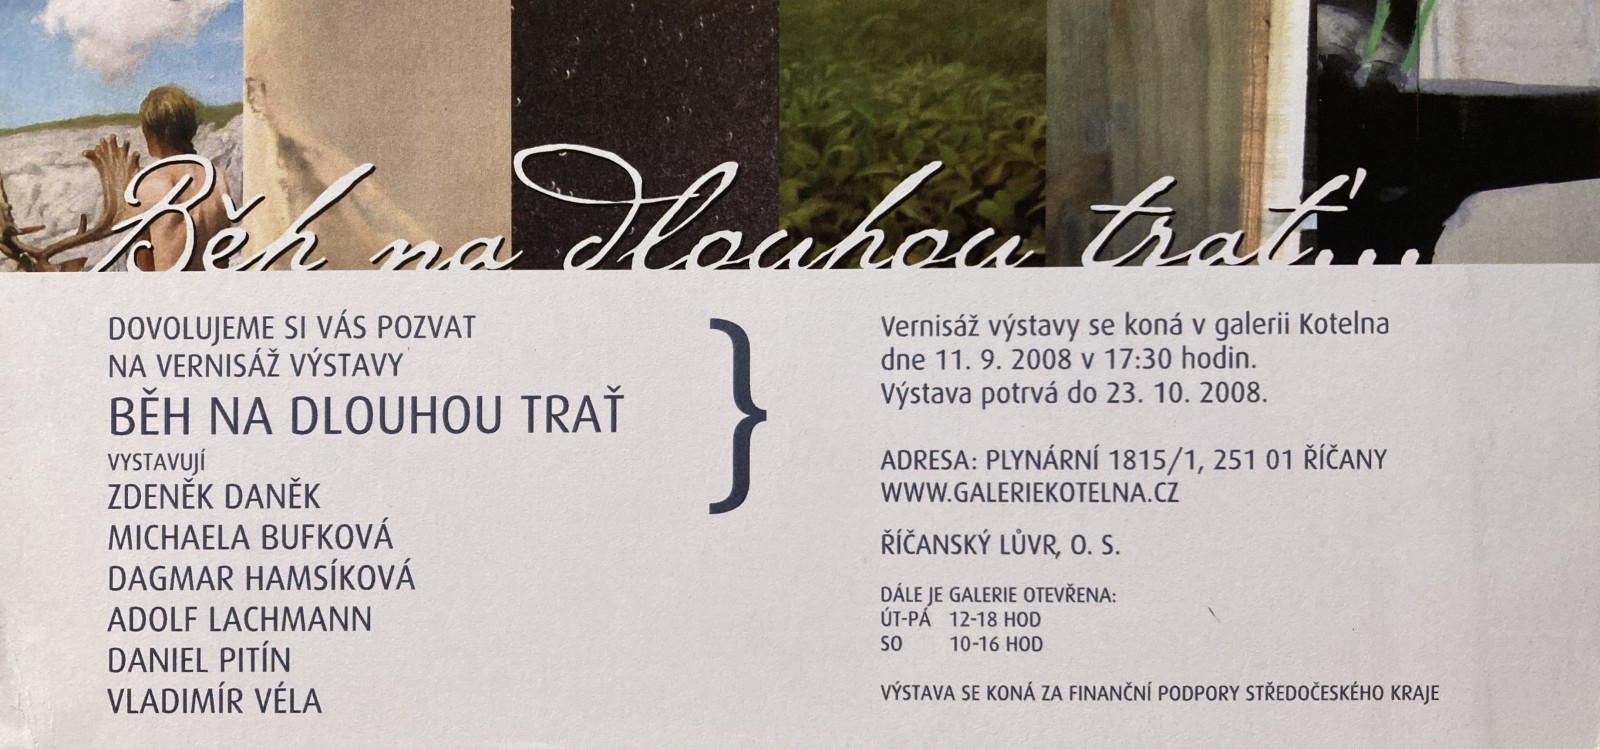 Běh na dlouhou trať...
DOVOLUJEME SI VÁS POZVAT
NA VERNISÁŽ VÝSTAVY
BĚH NA DLOUHOU TRAŤ
VYSTAVUJÍ
ZDENĚK DANĚK
MICHAELA BUFKOVÁ
DAGMAR HAMSÍKOVÁ
ADOLF LACHMANN
DANIEL PITÍN
VLADIMÍR VÉLA
}
Vernisáž výstavy se koná v galerii Kotelna
dne 11. 9. 2008 v 17:30 hodin.
Výstava potrvá do 23. 10. 2008.
ADRESA: PLYNÁRNÍ 1815/1, 251 01 ŘÍČANY
WWW.GALERIEKOTELNA.CZ
ŘÍČANSKÝ LŮVR, O. S.
DÁLE JE GALERIE OTEVŘENA:
ÚT-PÁ 12-18 HOD
SO 10-16 HOD
VÝSTAVA SE KONÁ ZA FINANČNÍ PODPORY STŘEDOČESKÉHO KRAJE